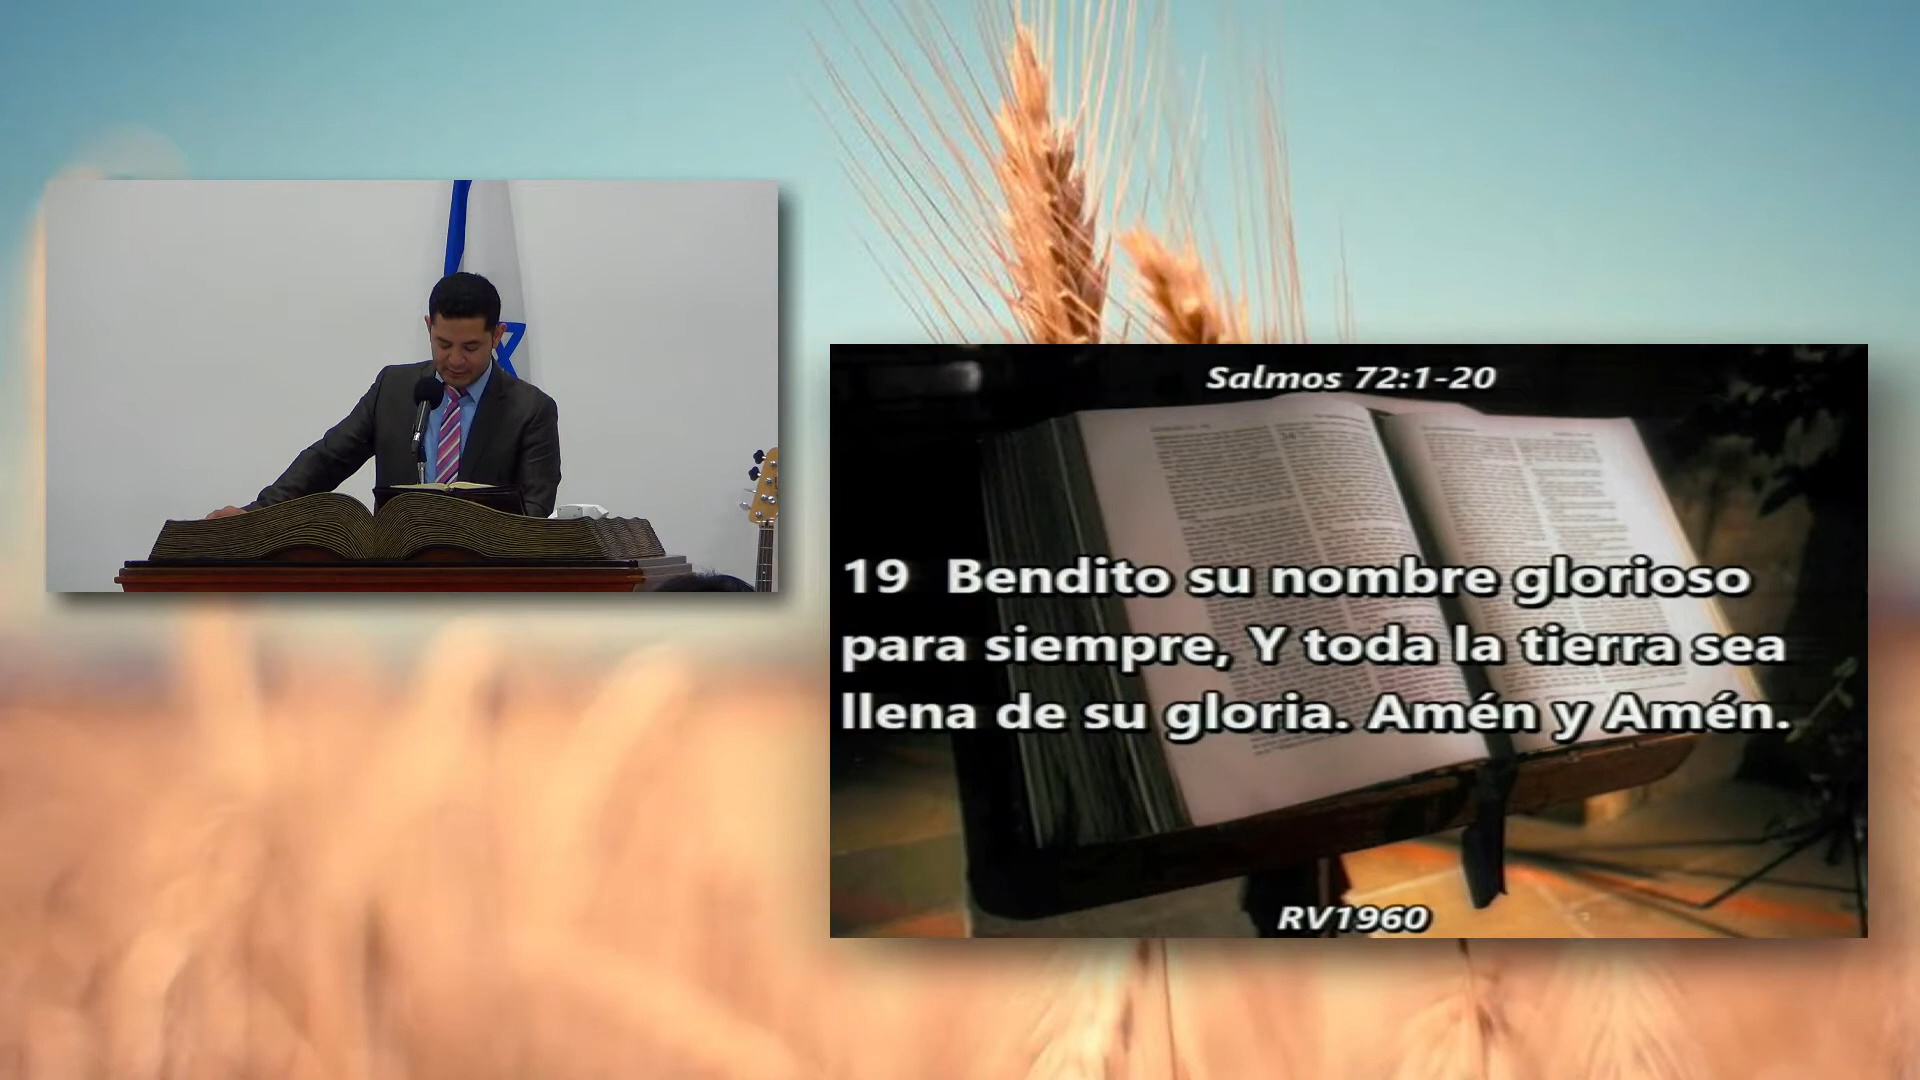 Salmos 72:1-20
19 Bendito su nombre glorioso
para siempre, Y toda la tierra sea
llena de su gloria. Amén y Amén.
RV1960